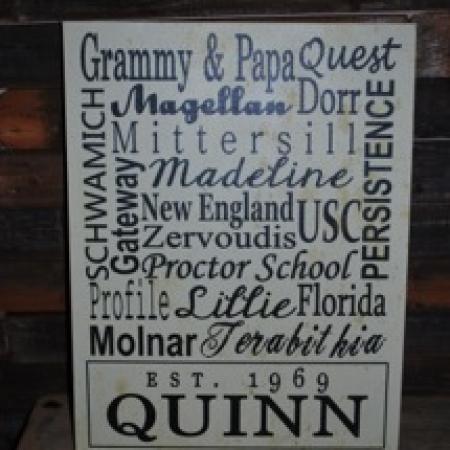 Grammy & Papa Quest
Magellan Dorr
Mittersill
SCHWAMICH
Gateway
Madeline
PERSISTENCE
New England USC
Zervoudis
Proctor School
Profile Lillie Florida
Molnar Terabithia
EST. 1969
QUINN